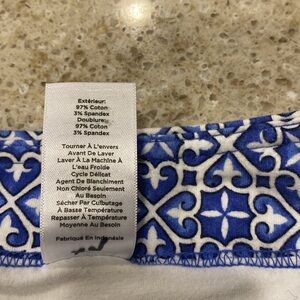 Extérieur:
97% Coton
3% Spandex
Doublure:
97% Coton
3% Spandex
Tourner À L'envers
Avant De Laver
Laver À La Machine À
L'eau Froide
Cycle Délicat
Agent De Blanchiment
Non Chloré Seulement
Au Besoin
Sécher Par Culbutage
À Basse Température
Repasser Température
Moyenne Au Besoin
Fabriqué En Indonésie